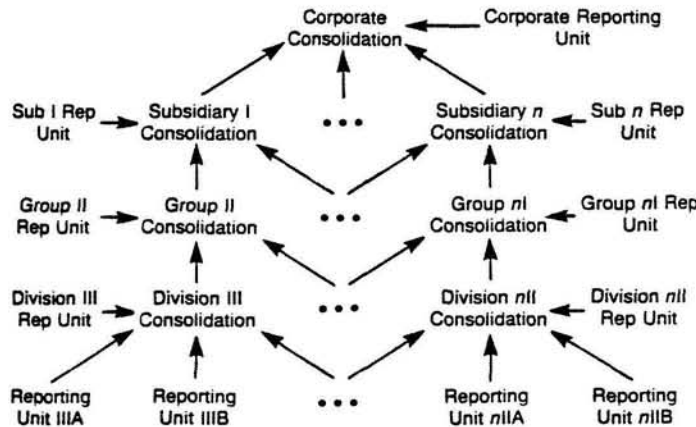 Corporate
Consolidation
Corporate Reporting
Unit
Sub I Rep
Unit
Subsidiary I
Consolidation
• • •
Subsidiary n
Consolidation
Sub n Rep
Unit
Group II
Rep Unit
Group II
Consolidation
• • •
Group nI
Consolidation
Group nI Rep
Unit
Division III
Rep Unit
Division III
Consolidation
• • •
Division nII
Consolidation
Division nII
Rep Unit
Reporting
Unit IIIA
Reporting
Unit IIIB
• • •
Reporting
Unit nIIA
Reporting
Unit nIIB